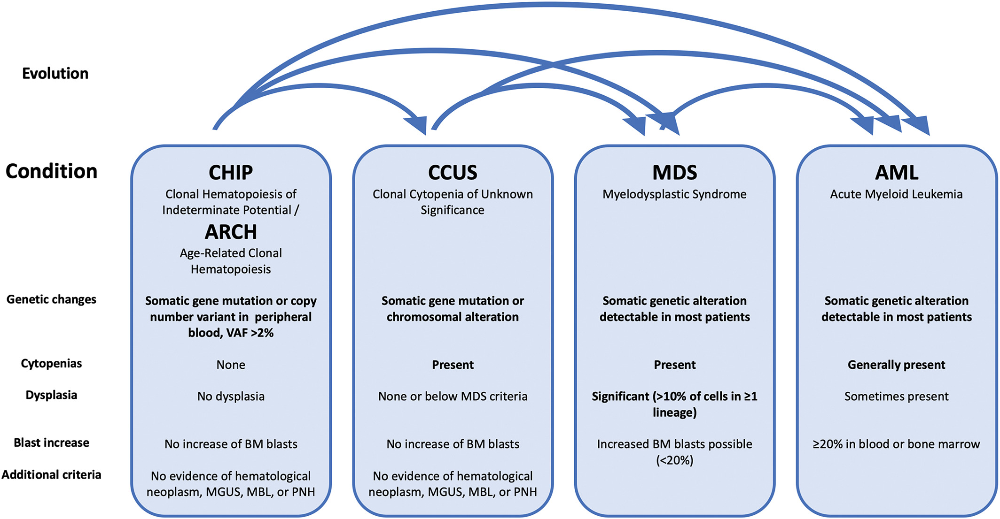 Evolution
Condition
CHIP
Clonal Hematopoiesis of
Indeterminate Potential /
ARCH
Age-Related Clonal
Hematopoiesis
CCUS
Clonal Cytopenia of Unknown
Significance
MDS
Myelodysplastic Syndrome
AML
Acute Myeloid Leukemia
Genetic changes
Somatic gene mutation or copy
number variant in peripheral
blood, VAF >2%
Somatic gene mutation or
chromosomal alteration
Somatic genetic alteration
detectable in most patients
Somatic genetic alteration
detectable in most patients
Cytopenias
None
Present
Present
Generally present
Dysplasia
No dysplasia
None or below MDS criteria
Significant (>10% of cells in ≥1
lineage)
Sometimes present
Blast increase
No increase of BM blasts
No increase of BM blasts
Increased BM blasts possible
(<20%)
≥20% in blood or bone marrow
Additional criteria
No evidence of hematological
neoplasm, MGUS, MBL, or PNH
No evidence of hematological
neoplasm, MGUS, MBL, or PNH